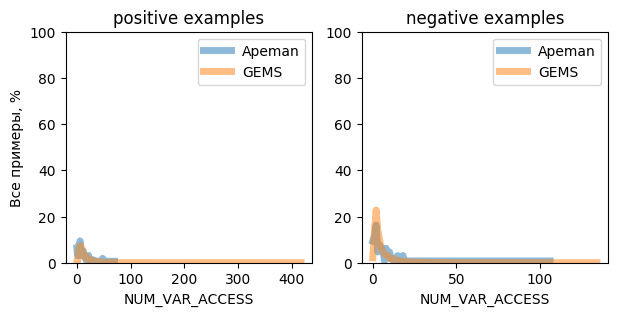 positive examples
negative examples
Все примеры, %
100
80
60
40
20
0
Apeman
GEMS
0
100
200
300
400
NUM_VAR_ACCESS
100
80
60
40
20
0
Apeman
GEMS
0
50
100
NUM_VAR_ACCESS